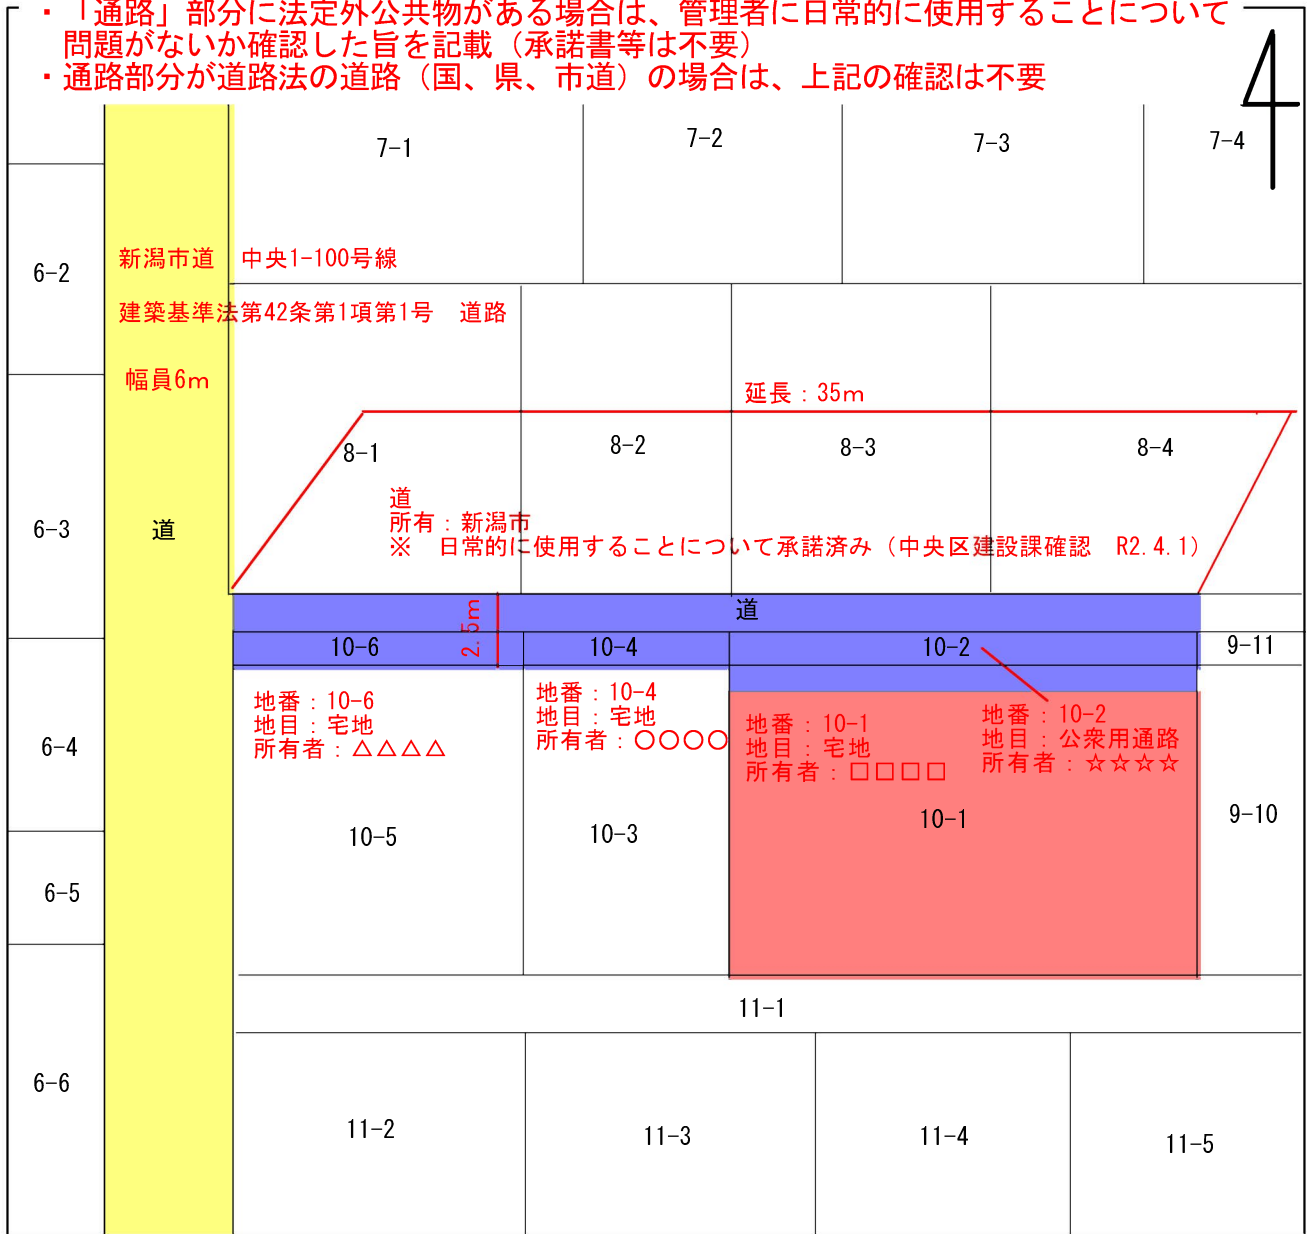 ・「通路」部分に法定外公共物がある場合は、管理者に日常的に使用することについて
問題がないか確認した旨を記載（承諾書等は不要）
・通路部分が道路法の道路（国、県、市道）の場合は、上記の確認は不要
7-1
7-2
7-3
7-4
6-2
新潟市道　中央1-100号線
建築基準法第42条第1項第1号　道路
幅員6m
延長：35m
8-1
8-2
8-3
8-4
6-3
道
道
所有：新潟市
※　日常的に使用することについて承諾済み（中央区建設課確認　R2.4.1）
道
2.5m
10-6
10-4
10-2
9-11
地番：10-6
地目：宅地
所有者：△△△△
地番：10-4
地目：宅地
所有者：○○○○
地番：10-1
地目：宅地
所有者：□□□□
地番：10-2
地目：公衆用通路
所有者：☆☆☆☆
6-4
10-5
10-3
10-1
9-10
6-5
11-1
6-6
11-2
11-3
11-4
11-5